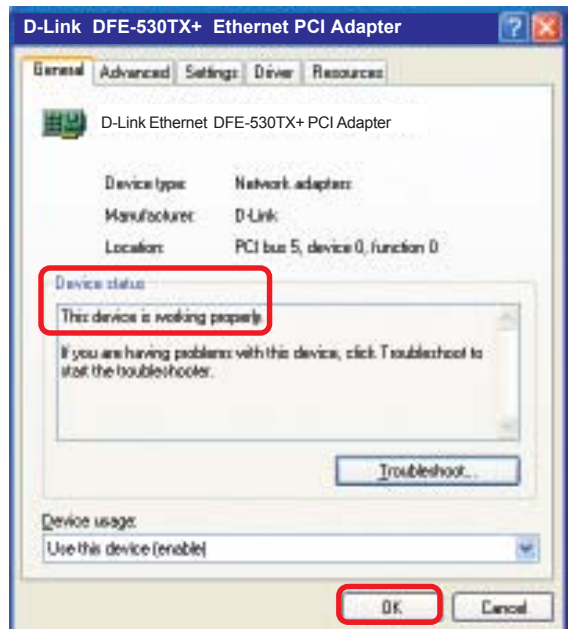 D-Link DFE-530TX+ Ethernet PCI Adapter
General Advanced Settings Driver Resources
D-Link Ethernet DFE-530TX+ PCI Adapter
Device type: Network adapters
Manufacturer: D-Link
Location: PCI bus 5, device 0, function 0
Device status
This device is working properly.
If you are having problems with this device, click Troubleshoot to
start the troubleshooter.
Troubleshoot...
Device usage:
Use this device (enable)
OK Cancel